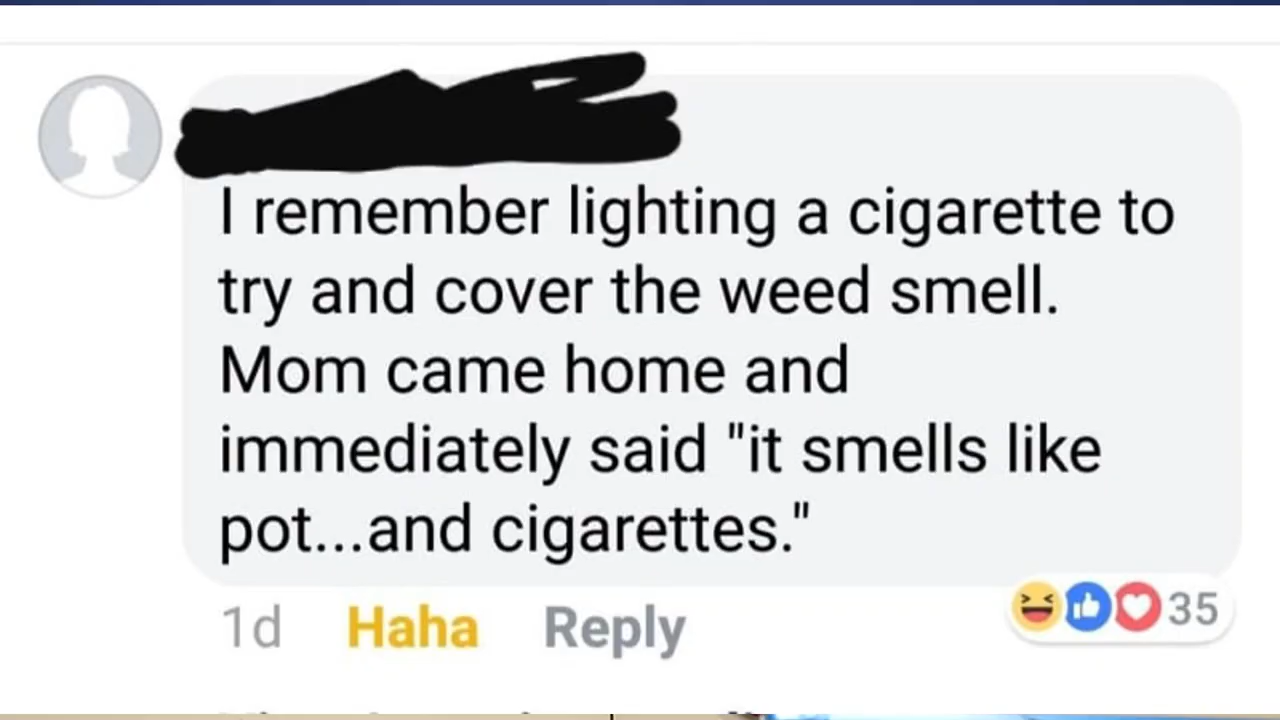 I remember lighting a cigarette to
try and cover the weed smell.
Mom came home and
immediately said "it smells like
pot...and cigarettes."
1d Haha Reply 35